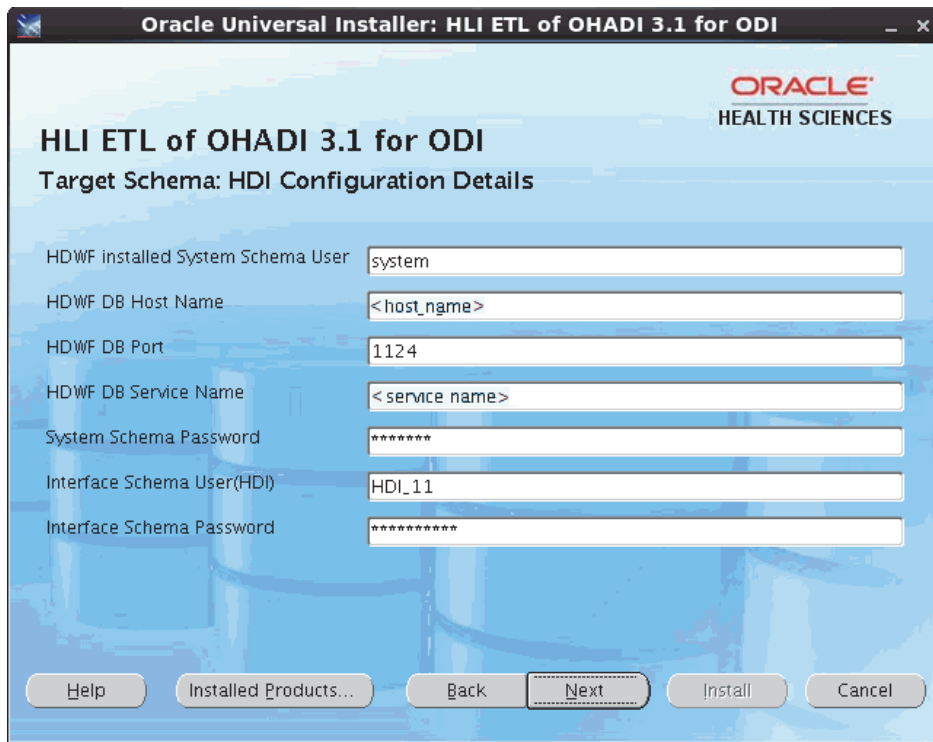 Oracle Universal Installer: HLI ETL of OHADI 3.1 for ODI
ORACLE
HEALTH SCIENCES
HLI ETL of OHADI 3.1 for ODI
Target Schema: HDI Configuration Details
HDWF installed System Schema User system
HDWF DB Host Name <host_name>
HDWF DB Port 1124
HDWF DB Service Name <service name>
System Schema Password *******
Interface Schema User(HDI) HDI_11
Interface Schema Password **********
Help Installed Products... Back Next Install Cancel